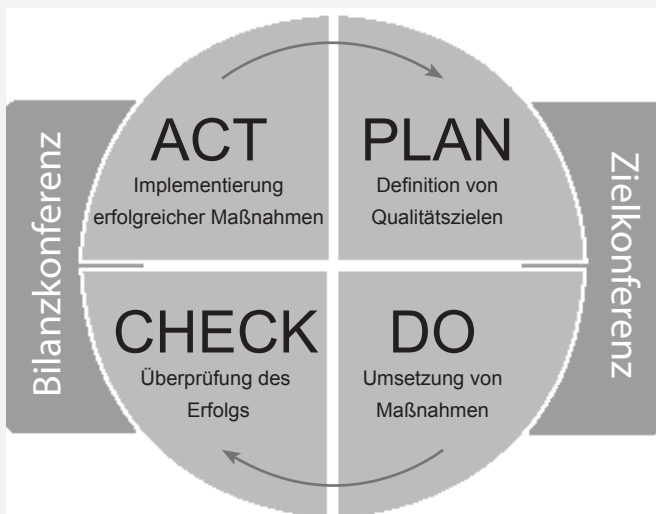 ACT
Implementierung
erfolgreicher Maßnahmen
PLAN
Definition von
Qualitätszielen
CHECK
Überprüfung des
Erfolgs
DO
Umsetzung von
Maßnahmen
Bilanzkonferenz
Zielkonferenz